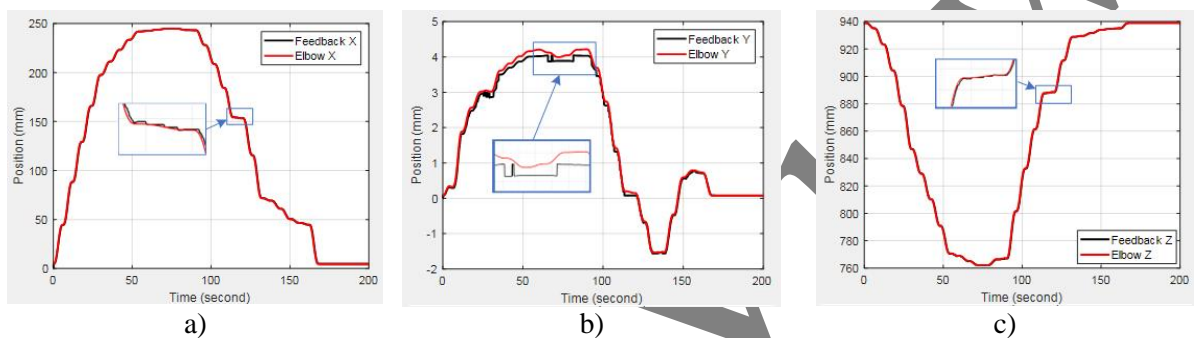 250
200
150
100
50
0
Position (mm)
0 50 100 150 200
Time (second)
Feedback X
Elbow X
a)
5
4
3
2
1
0
-1
-2
Position (mm)
0 50 100 150 200
Time (second)
Feedback Y
Elbow Y
b)
940
920
900
880
860
840
820
800
780
760
Position (mm)
0 50 100 150 200
Time (second)
Feedback Z
Elbow Z
c)